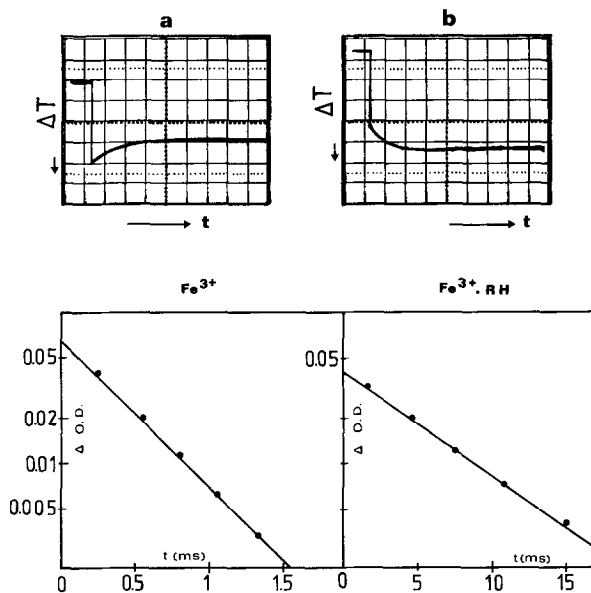 a
b
ΔT
→ t
ΔT
→ t
Fe³⁺
Fe³⁺·RH
0.05
0.02
0.01
0.005
Δ O.D.
t (ms)
0
0.5
1
1.5
0.05
Δ O.D.
t(ms)
0
5
10
15